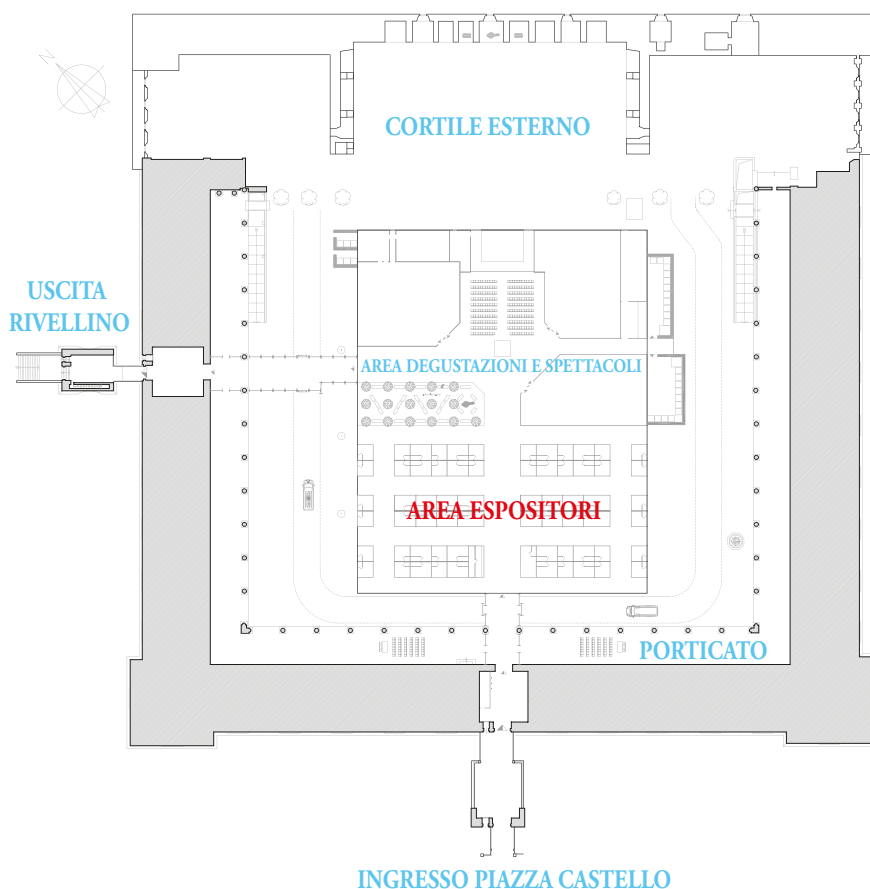 CORTILE ESTERNO
USCITA
RIVELLINO
AREA DEGUSTAZIONI E SPETTACOLI
AREA ESPOSITORI
PORTICATO
INGRESSO PIAZZA CASTELLO